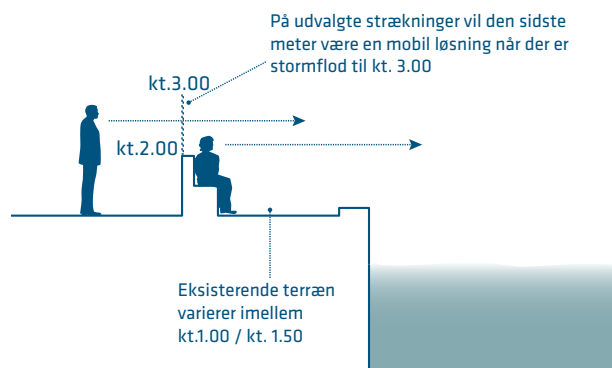 På udvalgte strækninger vil den sidste
meter være en mobil løsning når der er
stormflod til kt. 3.00
kt.3.00
kt.2.00
Eksisterende terræn
varierer imellem
kt.1.00 / kt. 1.50